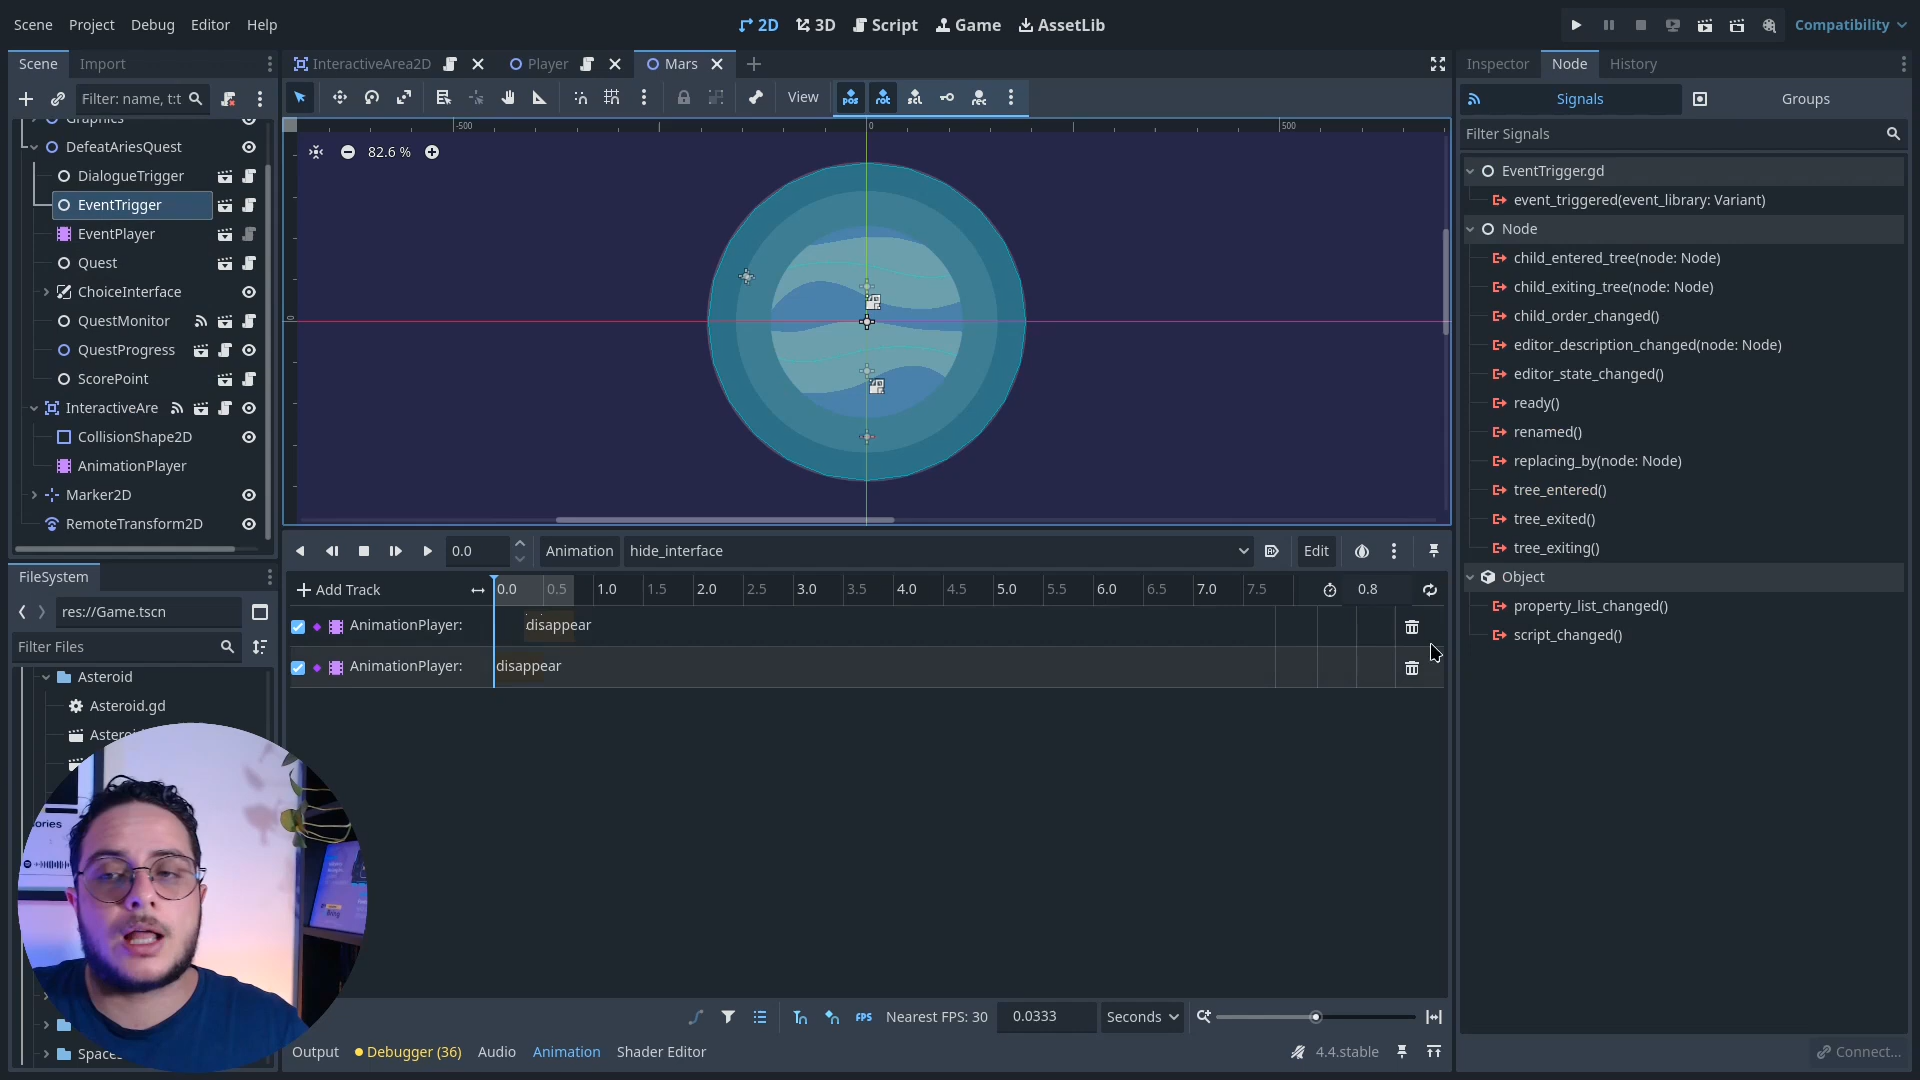 Scene Project Debug Editor Help
2D 3D Script Game AssetLib
Compatibility
Scene Import
InteractiveArea2D Player Mars
Inspector Node History
Filter: name, t:t
View
Signals Groups
Graphics
-500 0 500
DefeatAriesQuest
82.6 %
Filter Signals
DialogueTrigger
EventTrigger
EventPlayer
Quest
ChoiceInterface
QuestMonitor
QuestProgress
ScorePoint
InteractiveAre
CollisionShape2D
AnimationPlayer
Marker2D
RemoteTransform2D
0
EventTrigger.gd
event_triggered(event_library: Variant)
Node
child_entered_tree(node: Node)
child_exiting_tree(node: Node)
child_order_changed()
editor_description_changed(node: Node)
editor_state_changed()
ready()
renamed()
replacing_by(node: Node)
tree_entered()
tree_exited()
tree_exiting()
Object
property_list_changed()
script_changed()
0.0 Animation hide_interface Edit
FileSystem
Add Track 0.0 0.5 1.0 1.5 2.0 2.5 3.0 3.5 4.0 4.5 5.0 5.5 6.0 6.5 7.0 7.5 0.8
res://Game.tscn
AnimationPlayer: disappear
Filter Files
AnimationPlayer: disappear
Asteroid
Asteroid.gd
Astero
ories
Spaces
Nearest FPS: 30 0.0333 Seconds
Output Debugger (36) Audio Animation Shader Editor
4.4.stable
Connect...